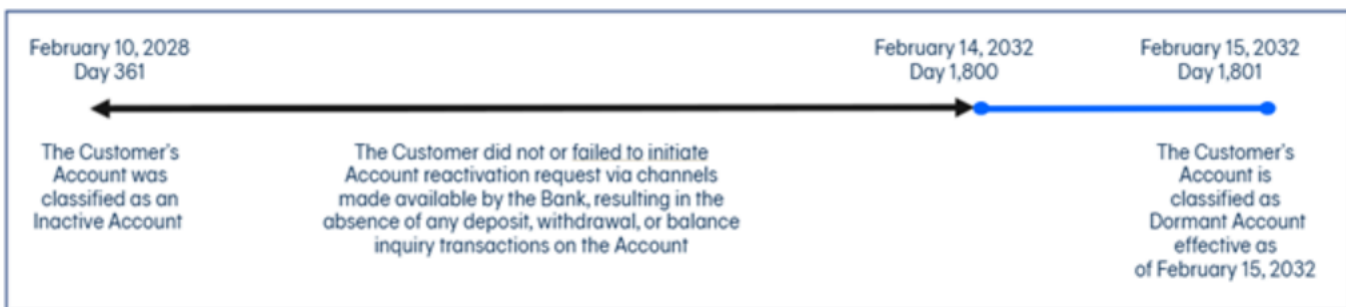 February 10, 2028
Day 361
February 14, 2032
Day 1,800
February 15, 2032
Day 1,801
The Customer's
Account was
classified as an
Inactive Account
The Customer did not or failed to initiate
Account reactivation request via channels
made available by the Bank, resulting in the
absence of any deposit, withdrawal, or balance
inquiry transactions on the Account
The Customer's
Account is
classified as
Dormant Account
effective as
of February 15, 2032